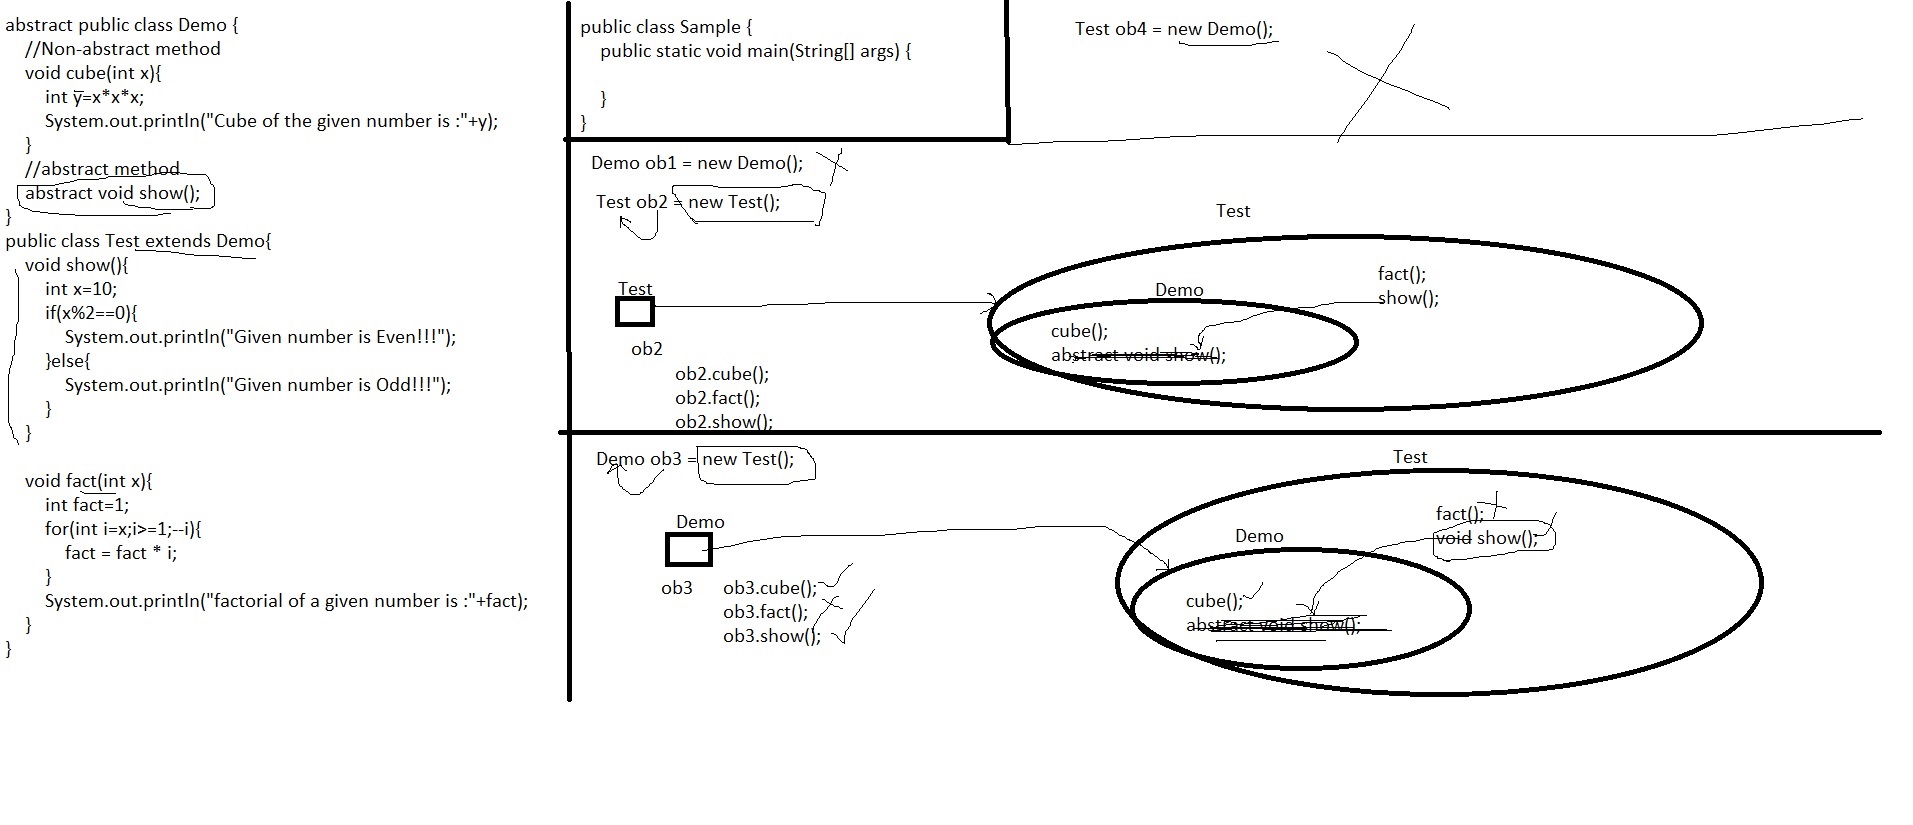 abstract public class Demo {
//Non-abstract method
void cube(int x){
int y=x*x*x;
System.out.println("Cube of the given number is :"+y);
}
//abstract method
abstract void show();
}
public class Test extends Demo{
void show(){
int x=10;
if(x%2==0){
System.out.println("Given number is Even!!!");
}else{
System.out.println("Given number is Odd!!!");
}
}
void fact(int x){
int fact=1;
for(int i=x;i>=1;--i){
fact = fact * i;
}
System.out.println("factorial of a given number is :"+fact);
}
}
public class Sample {
public static void main(String[] args) {
}
}
Test ob4 = new Demo();
Demo ob1 = new Demo();
Test ob2 = new Test();
Test
Test
ob2
ob2.cube();
ob2.fact();
ob2.show();
Demo
cube();
abstract void show();
fact();
show();
Demo ob3 = new Test();
Test
Demo
ob3
ob3.cube();
ob3.fact();
ob3.show();
Demo
cube();
abstract void show();
fact();
void show();